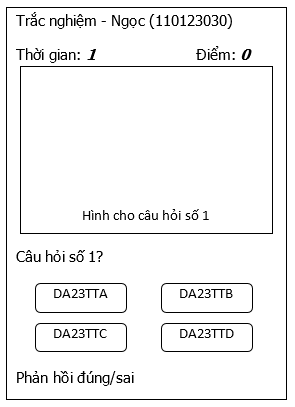 Trắc nghiệm - Ngọc (110123030)
Thời gian: 1 Điểm: 0
Hình cho câu hỏi số 1
Câu hỏi số 1?
DA23TTA DA23TTB
DA23TTC DA23TTD
Phản hồi đúng/sai